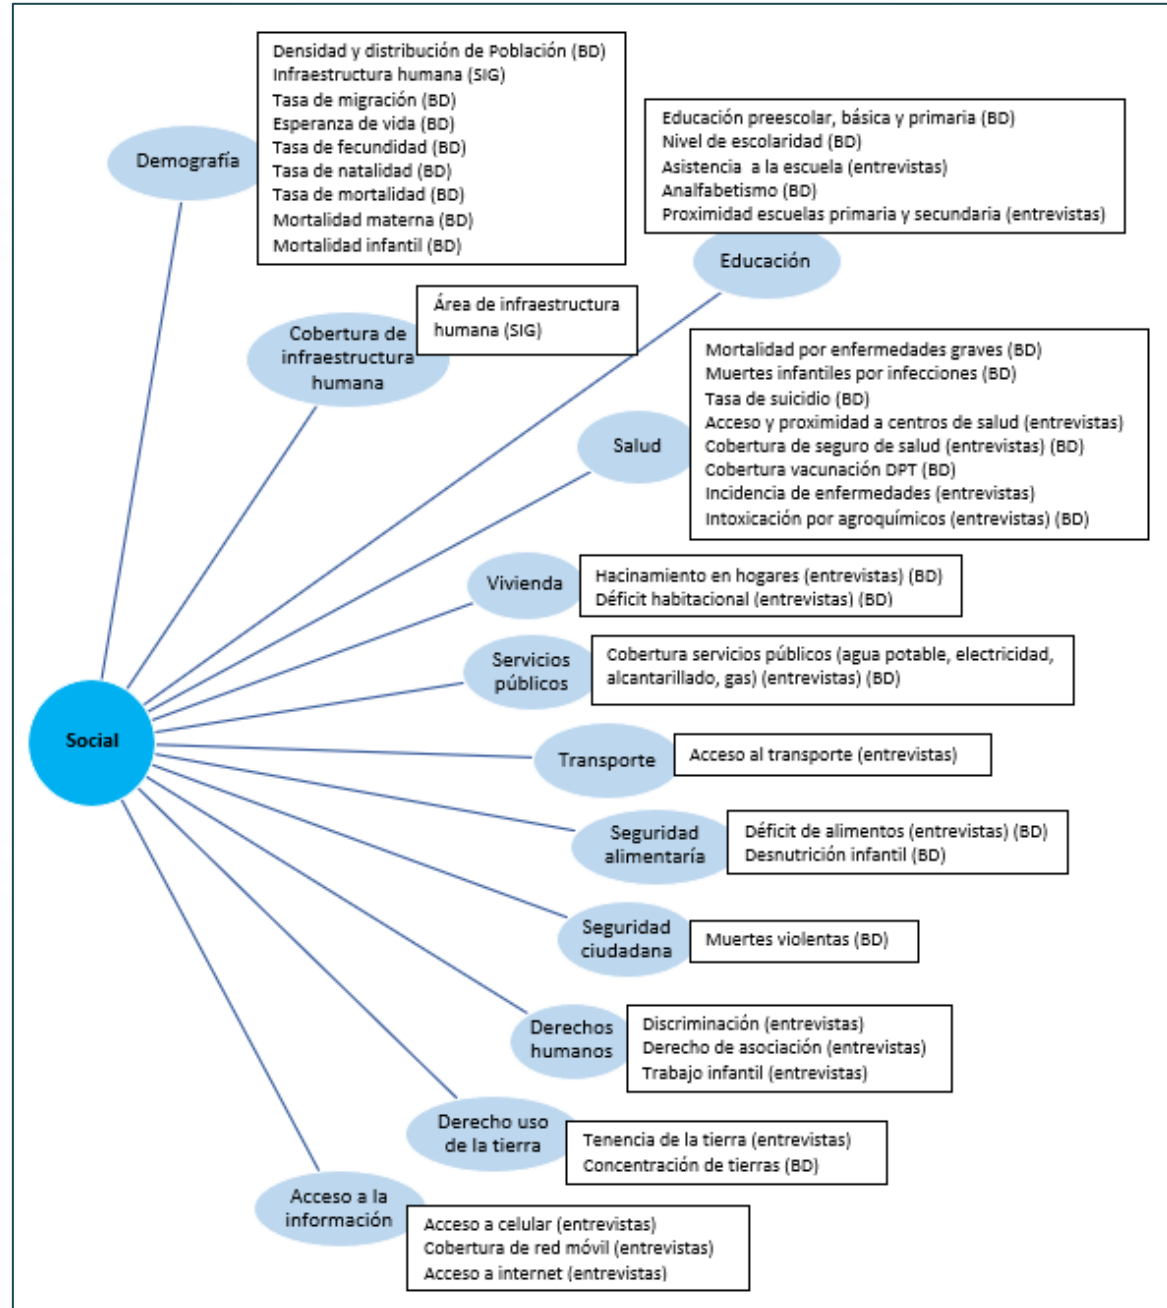 Demografía
Densidad y distribución de Población (BD)
Infraestructura humana (SIG)
Tasa de migración (BD)
Esperanza de vida (BD)
Tasa de fecundidad (BD)
Tasa de natalidad (BD)
Tasa de mortalidad (BD)
Mortalidad materna (BD)
Mortalidad infantil (BD)
Educación preescolar, básica y primaria (BD)
Nivel de escolaridad (BD)
Asistencia a la escuela (entrevistas)
Analfabetismo (BD)
Proximidad escuelas primaria y secundaria (entrevistas)
Educación
Cobertura de
infraestructura
humana
Área de infraestructura
humana (SIG)
Salud
Mortalidad por enfermedades graves (BD)
Muertes infantiles por infecciones (BD)
Tasa de suicidio (BD)
Acceso y proximidad a centros de salud (entrevistas)
Cobertura de seguro de salud (entrevistas) (BD)
Cobertura vacunación DPT (BD)
Incidencia de enfermedades (entrevistas)
Intoxicación por agroquímicos (entrevistas) (BD)
Vivienda
Hacinamiento en hogares (entrevistas) (BD)
Déficit habitacional (entrevistas) (BD)
Servicios
públicos
Cobertura servicios públicos (agua potable, electricidad,
alcantarillado, gas) (entrevistas) (BD)
Social
Transporte
Acceso al transporte (entrevistas)
Seguridad
alimentaría
Déficit de alimentos (entrevistas) (BD)
Desnutrición infantil (BD)
Seguridad
ciudadana
Muertes violentas (BD)
Derechos
humanos
Discriminación (entrevistas)
Derecho de asociación (entrevistas)
Trabajo infantil (entrevistas)
Derecho uso
de la tierra
Tenencia de la tierra (entrevistas)
Concentración de tierras (BD)
Acceso a la
información
Acceso a celular (entrevistas)
Cobertura de red móvil (entrevistas)
Acceso a internet (entrevistas)